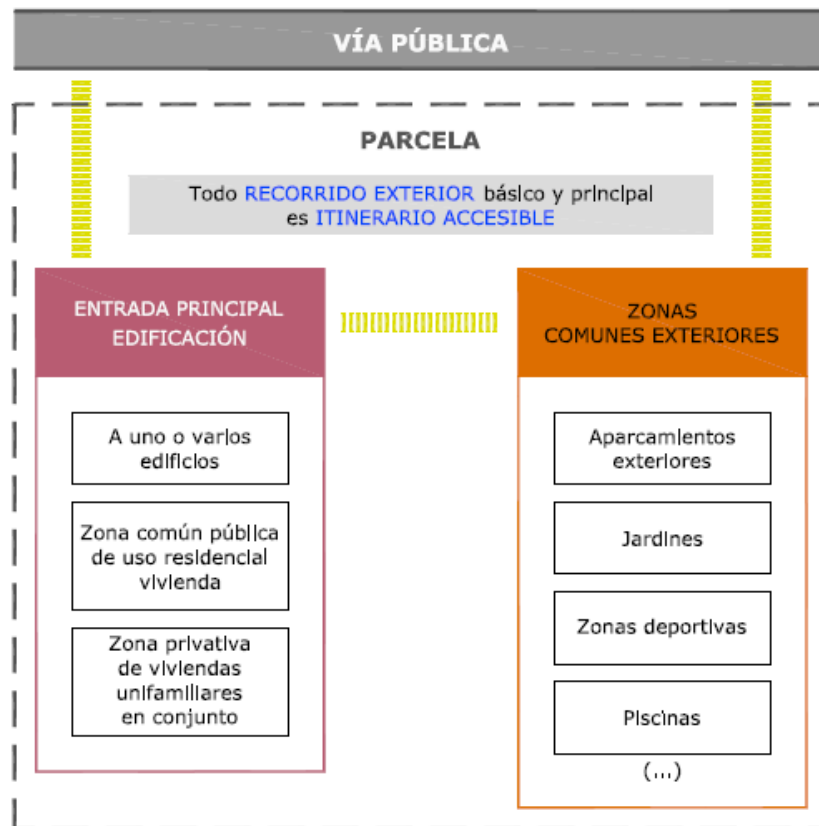 VÍA PÚBLICA
PARCELA
Todo RECORRIDO EXTERIOR básico y principal
es ITINERARIO ACCESIBLE
ENTRADA PRINCIPAL
EDIFICACIÓN
A uno o varios
edificios
Zona común pública
de uso residencial
vivienda
Zona privativa
de viviendas
unifamiliares
en conjunto
ZONAS
COMUNES EXTERIORES
Aparcamientos
exteriores
Jardines
Zonas deportivas
Piscinas
(...)